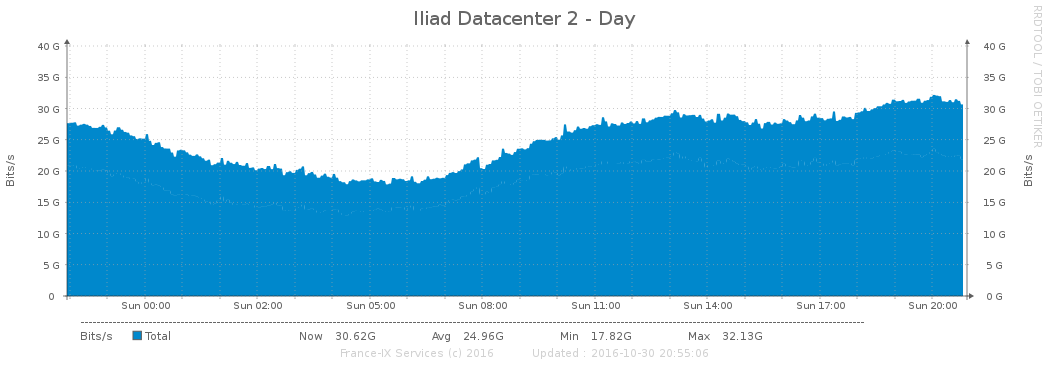 Iliad Datacenter 2 - Day
RRDTOOL / TOBI OETIKER
Bits/s
40 G
35 G
30 G
25 G
20 G
15 G
10 G
5 G
0
40 G
35 G
30 G
25 G
20 G
15 G
10 G
5 G
0 G
Bits/s
Sun 00:00 Sun 02:00 Sun 05:00 Sun 08:00 Sun 11:00 Sun 14:00 Sun 17:00 Sun 20:00
Bits/s Total Now 30.62G Avg 24.96G Min 17.82G Max 32.13G
France-IX Services (c) 2016 Updated : 2016-10-30 20:55:06